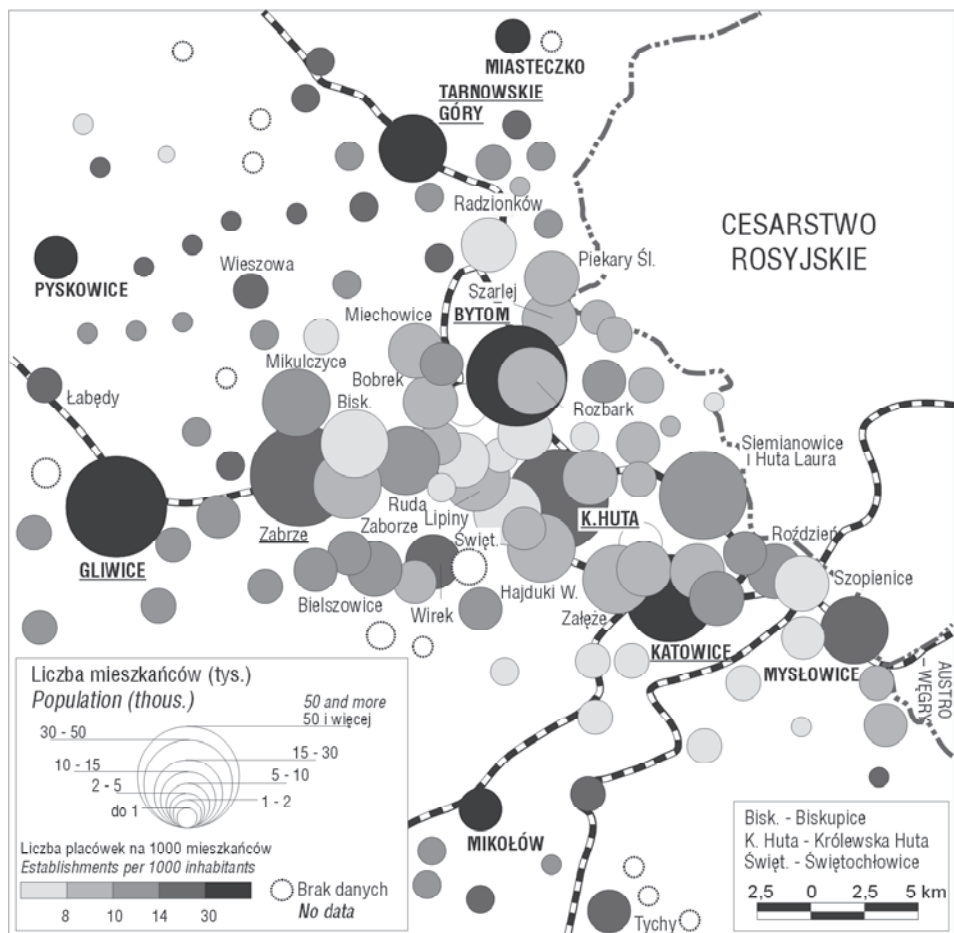 MIASTECZKO
TARNOWSKIE
GÓRY
Radzionków
CESARSTWO
ROSYJSKIE
Piekary Śl.
PYSKOWICE
Wieszowa
Szarlej
Miechowice
BYTOM
Mikulczyce
Bobrek
Łabędy
Bisk.
Rozbark
Siemianowice
i Huta Laura
Ruda
Lipiny
K.HUTA
Zabrze
Zaborze
Święt.
Roździeń
GLIWICE
Szopienice
Bielszowice
Wirek
Hajduki W.
Załęże
KATOWICE
MYSŁOWICE
AUSTRO
- WĘGRY
MIKOŁÓW
Tychy
Liczba mieszkańców (tys.)
Population (thous.)
50 and more
50 i więcej
30 - 50
15 - 30
10 - 15
5 - 10
2 - 5
1 - 2
do 1
Liczba placówek na 1000 mieszkańców
Establishments per 1000 inhabitants
8 10 14 30
Brak danych
No data
Bisk. - Biskupice
K. Huta - Królewska Huta
Święt. - Świętochłowice
2,5 0 2,5 5 km